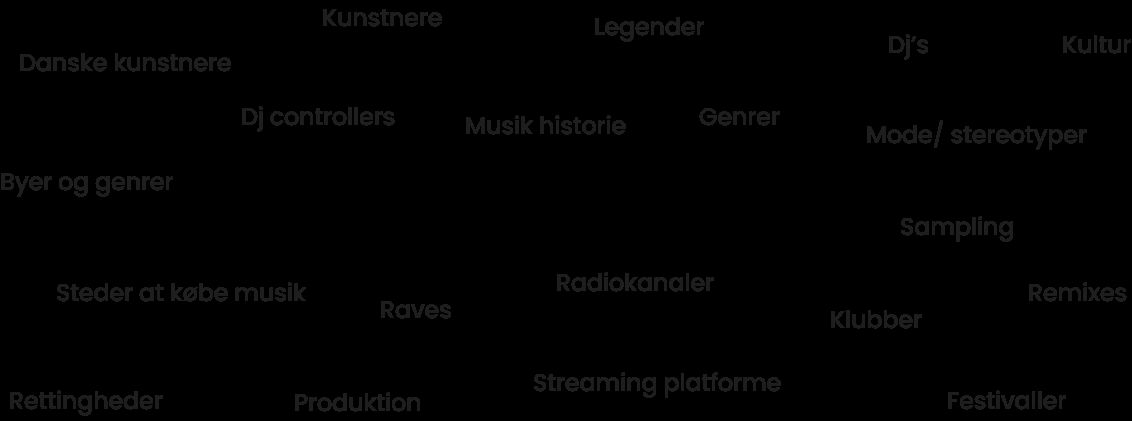 Kunstnere
Legender
Dj's
Kultur
Danske kunstnere
Dj controllers
Musik historie
Genrer
Mode/ stereotyper
Byer og genrer
Sampling
Steder at købe musik
Radiokanaler
Remixes
Raves
Klubber
Streaming platforme
Rettingheder
Produktion
Festivaller